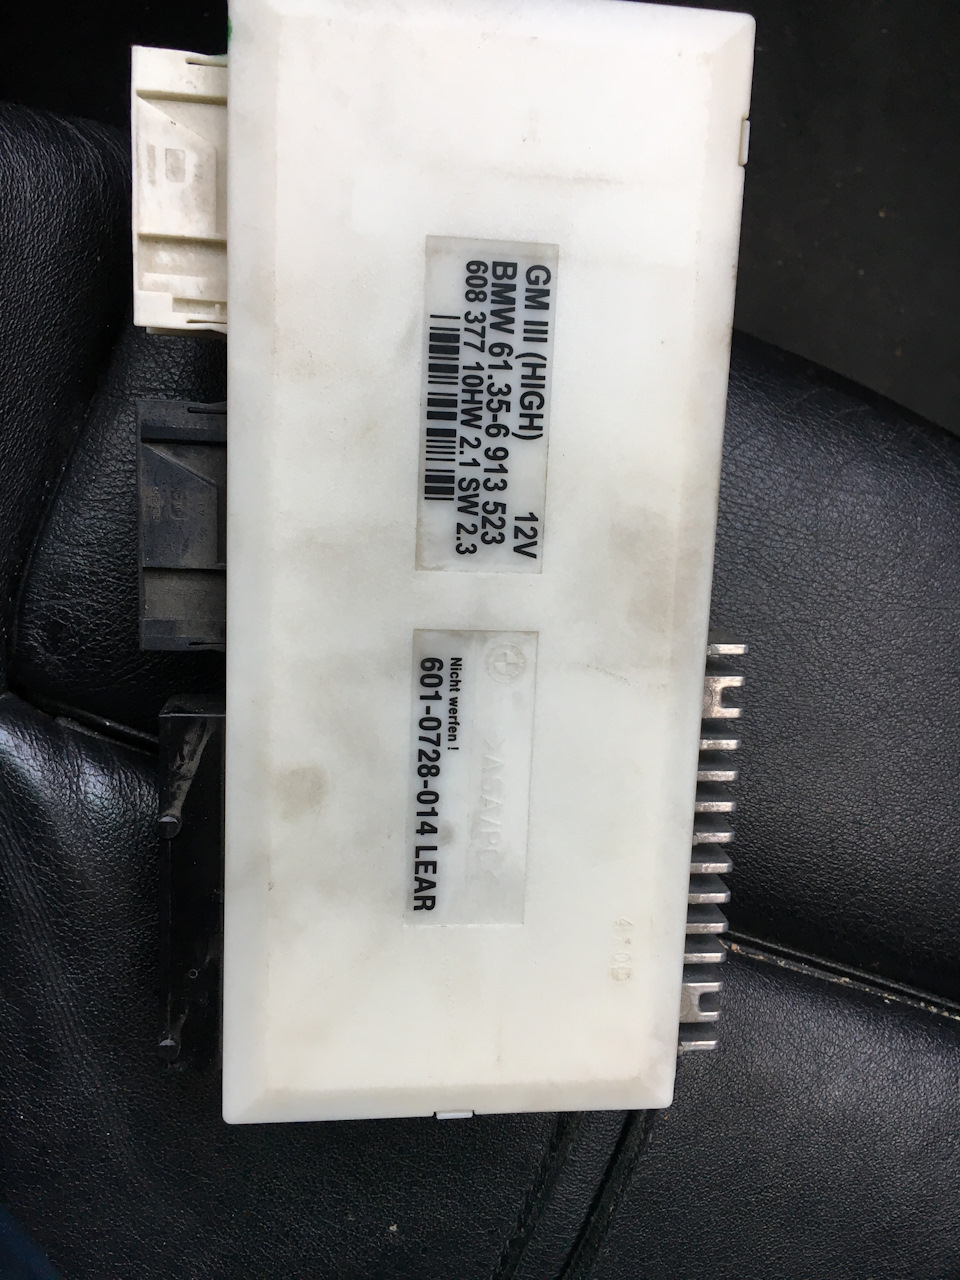 GM III (HIGH) 12V
BMW 61.35-6 913 523
608 377 10HW 2.1 SW 2.3
Nicht werfen !
601-0728-014 LEAR